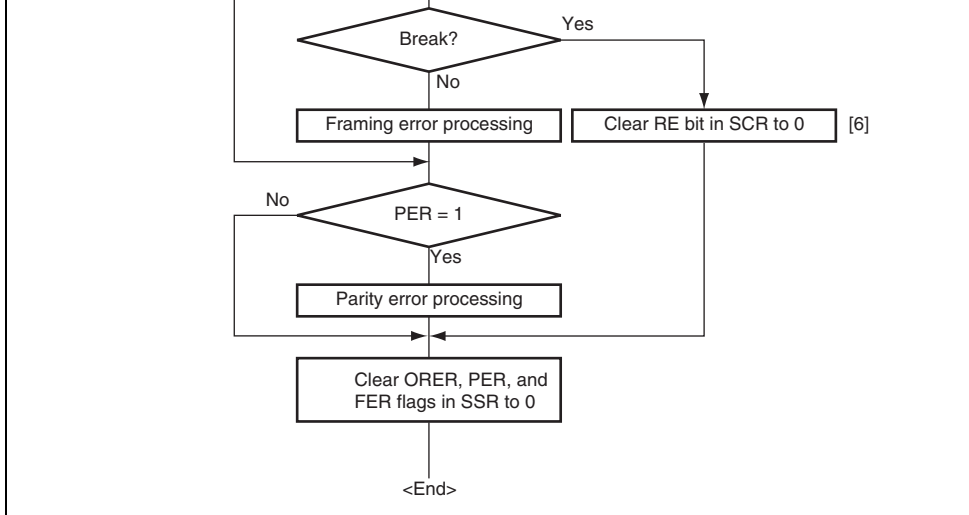 Yes
Break?
No
Framing error processing
Clear RE bit in SCR to 0
[6]
No
PER = 1
Yes
Parity error processing
Clear ORER, PER, and
FER flags in SSR to 0
<End>